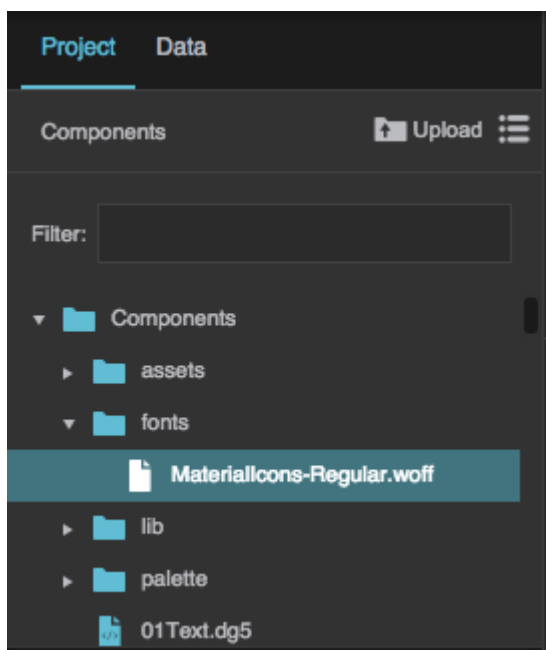 Project Data
Components Upload
Filter:
Components
assets
fonts
MaterialIcons-Regular.woff
lib
palette
01Text.dg5